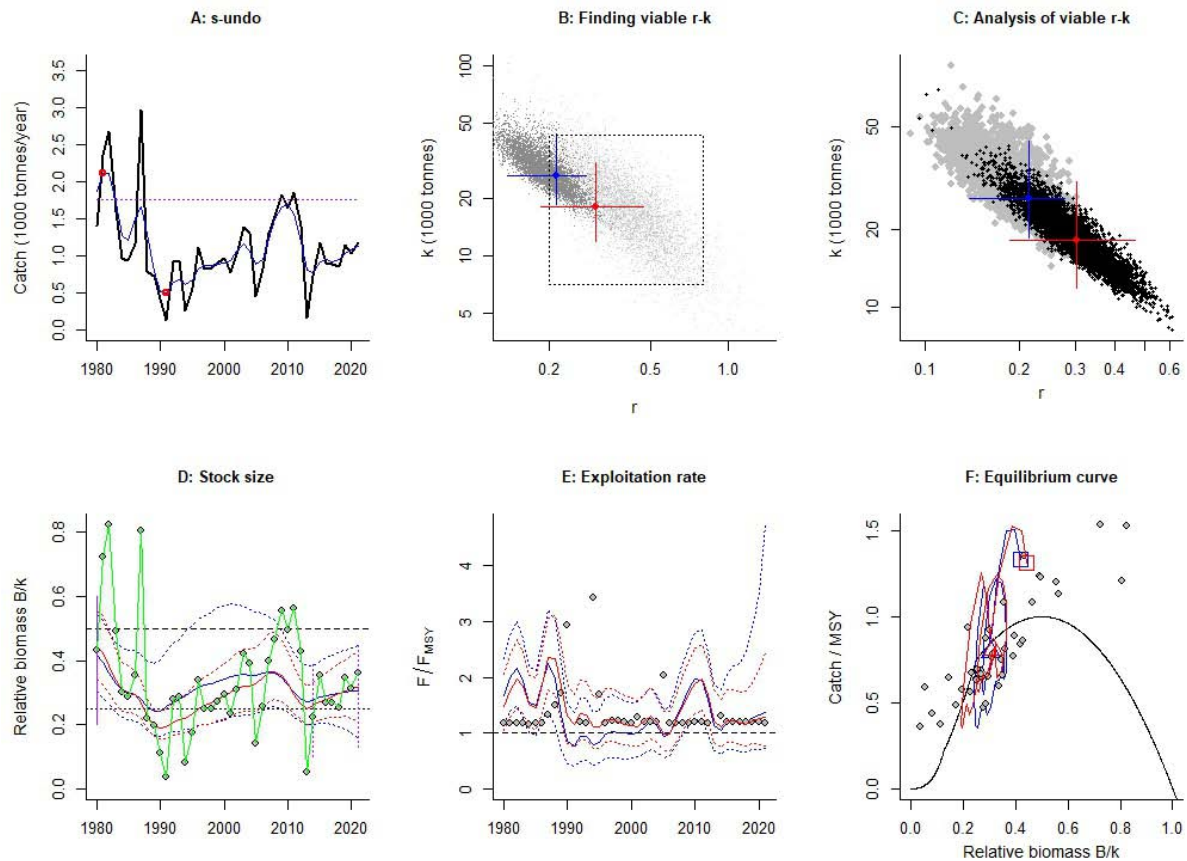 A: s-undo
B: Finding viable r-k
C: Analysis of viable r-k
Catch (1000 tonnes/year)
0.0 0.5 1.0 1.5 2.0 2.5 3.0 3.5
1980 1990 2000 2010 2020
k (1000 tonnes)
5 10 20 50 100
0.2 0.5 1.0
r
k (1000 tonnes)
10 20 50
0.1 0.2 0.3 0.4 0.6
r
D: Stock size
E: Exploitation rate
F: Equilibrium curve
Relative biomass B/k
0.0 0.2 0.4 0.6 0.8
1980 1990 2000 2010 2020
F / FMSY
0 1 2 3 4
1980 1990 2000 2010 2020
Catch / MSY
0.0 0.5 1.0 1.5
0.0 0.2 0.4 0.6 0.8 1.0
Relative biomass B/k